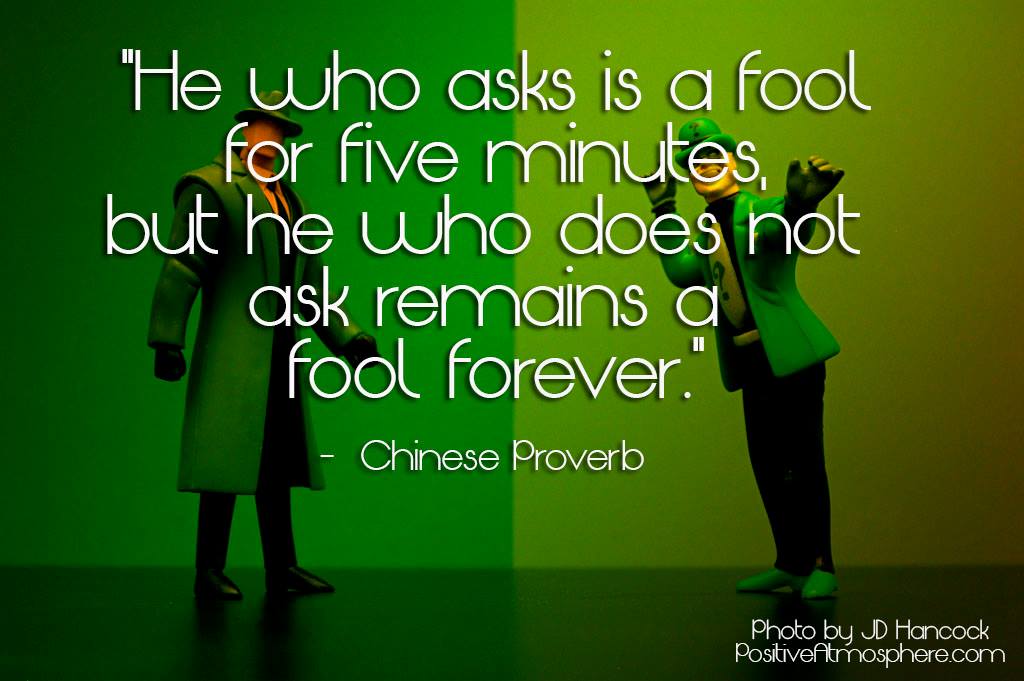 "He who asks is a fool
for five minutes,
but he who does not
ask remains a
fool forever."
- Chinese Proverb
Photo by JD Hancock
PositiveAtmosphere.com